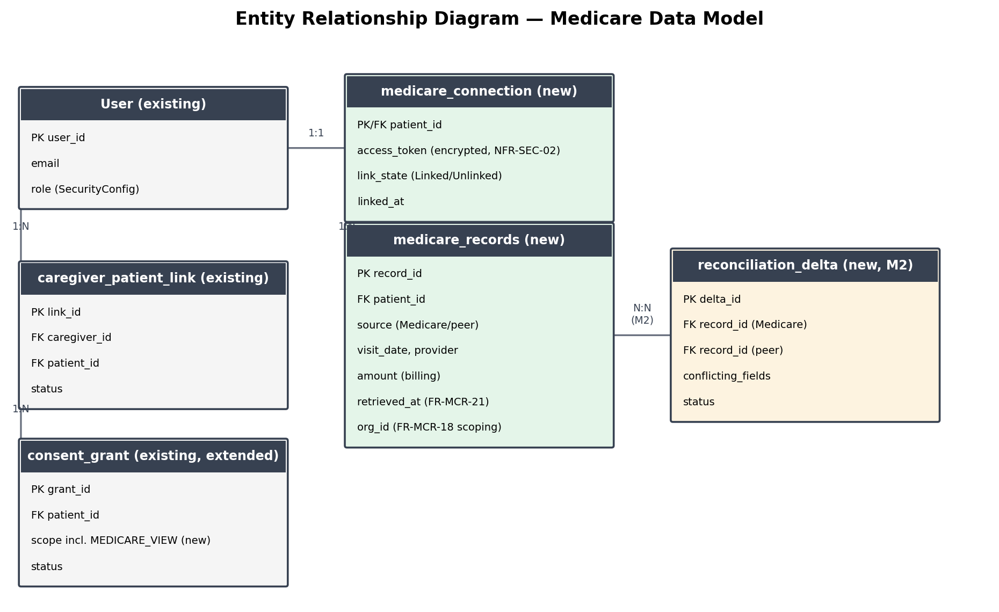 Entity Relationship Diagram — Medicare Data Model
User (existing)
PK user_id
email
role (SecurityConfig)
1:1
medicare_connection (new)
PK/FK patient_id
access_token (encrypted, NFR-SEC-02)
link_state (Linked/Unlinked)
linked_at
1:N
caregiver_patient_link (existing)
PK link_id
FK caregiver_id
FK patient_id
status
1:N
consent_grant (existing, extended)
PK grant_id
FK patient_id
scope incl. MEDICARE_VIEW (new)
status
medicare_records (new)
PK record_id
FK patient_id
source (Medicare/peer)
visit_date, provider
amount (billing)
retrieved_at (FR-MCR-21)
org_id (FR-MCR-18 scoping)
N:N
(M2)
reconciliation_delta (new, M2)
PK delta_id
FK record_id (Medicare)
FK record_id (peer)
conflicting_fields
status